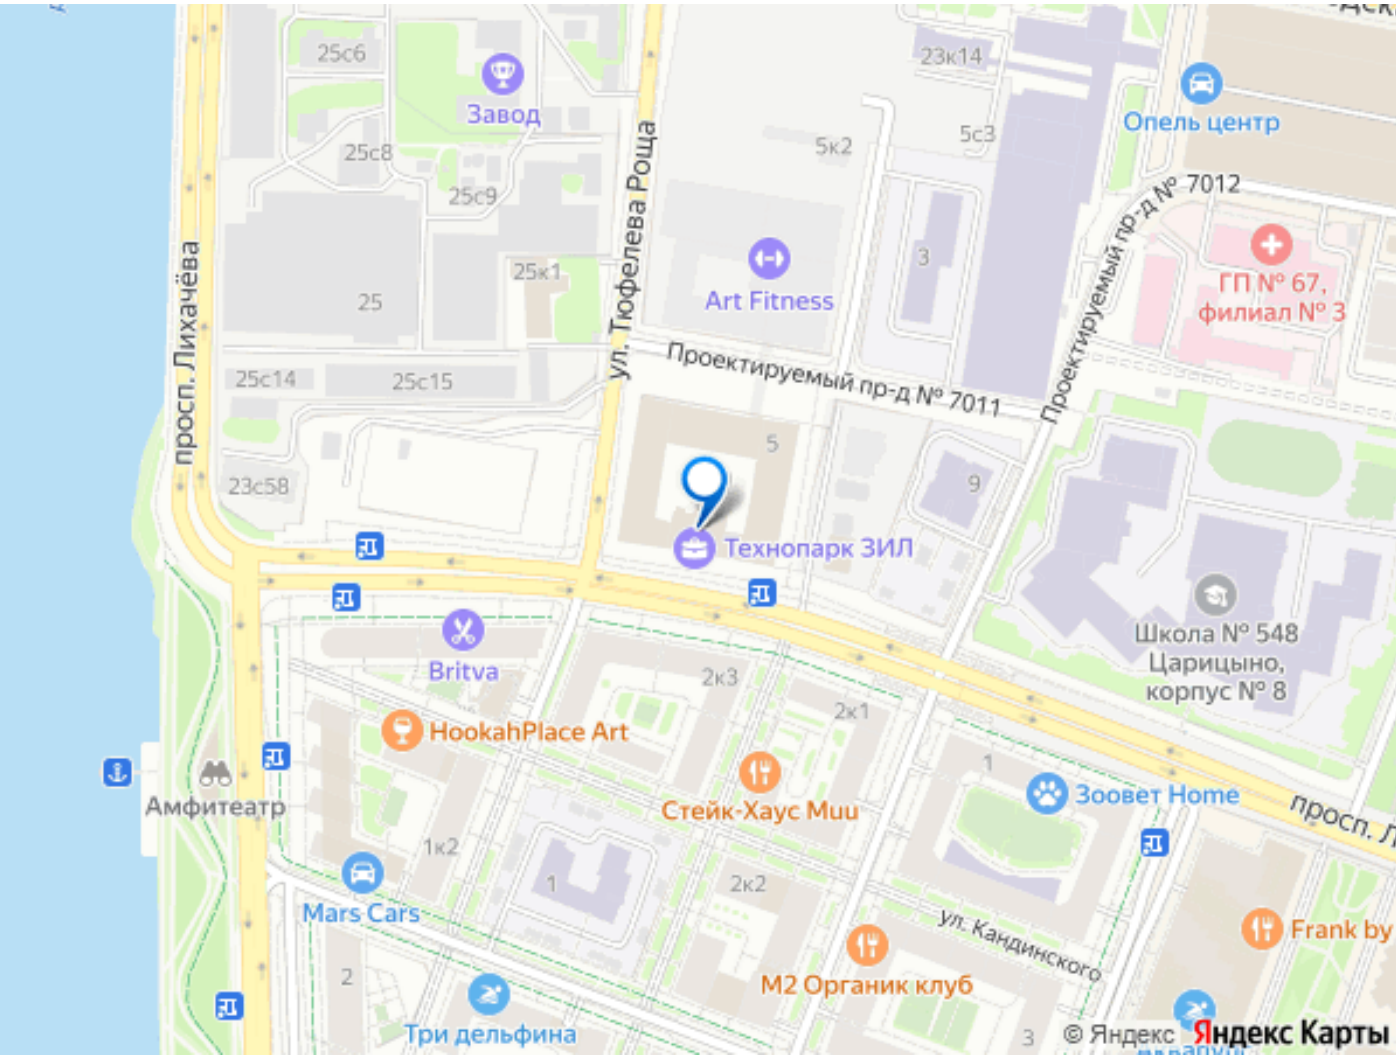 25с6
Завод
23к14
Опель центр
25с8
5к2
5с3
25с9
ул. Тюфелева Роща
Проектируемый пр-д № 7012
просп. Лихачёва
25
25к1
Art Fitness
3
ГП № 67,
филиал № 3
25с14
25с15
Проектируемый пр-д № 7011
5
23с58
9
Технопарк ЗИЛ
Britva
2к3
2к1
Школа № 548
Царицыно,
корпус № 8
HookahPlace Art
1
Амфитеатр
Стейк-Хаус Muu
Зоовет Home
просп. Л
1к2
1
2к2
Mars Cars
ул. Кандинского
Frank by
2
М2 Органик клуб
Три дельфина
3
© Яндекс Яндекс Карты